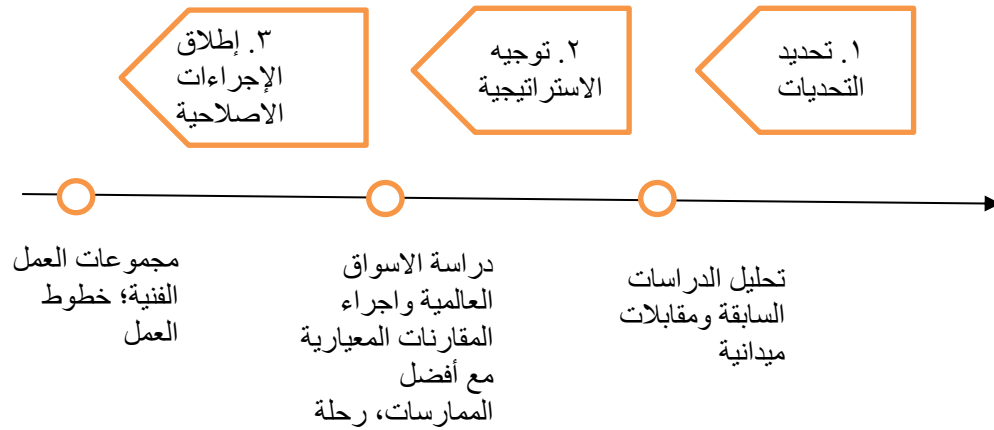 ١. تحديد
التحديات
٢. توجيه
الاستراتيجية
٣. إطلاق
الإجراءات
الاصلاحية
تحليل الدراسات
السابقة ومقابلات
ميدانية
دراسة الاسواق
العالمية واجراء
المقارنات المعيارية
مع أفضل
الممارسات، رحلة
مجموعات العمل
الفنية؛ خطوط
العمل